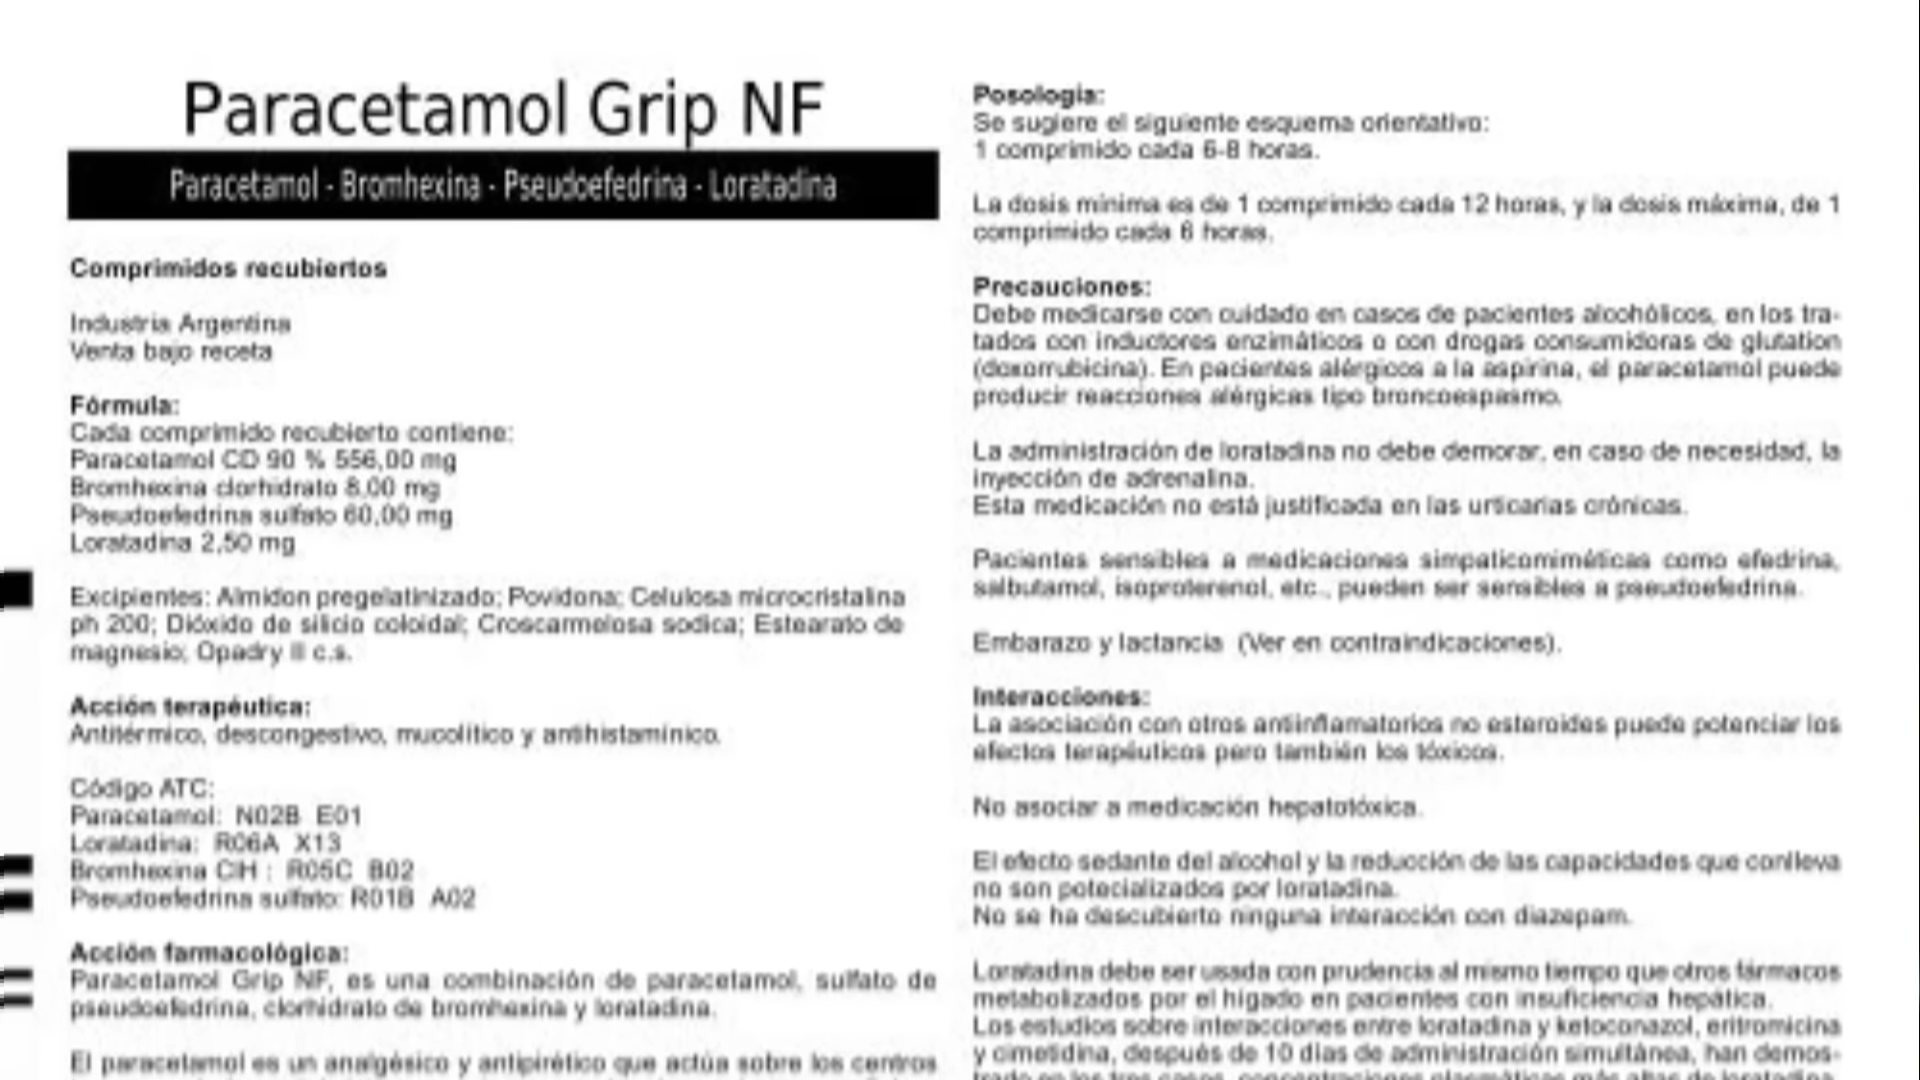 Paracetamol Grip NF
Paracetamol - Bromhexina - Pseudoefedrina - Loratadina
Comprimidos recubiertos
Industria Argentina
Venta bajo receta
Fórmula:
Cada comprimido recubierto contiene:
Paracetamol CD 90 % 556,00 mg
Bromhexina clorhidrato 8,00 mg
Pseudoefedrina sulfato 60,00 mg
Loratadina 2,50 mg
Excipientes: Almidon pregelatinizado; Povidona; Celulosa microcristalina
ph 200; Dióxido de silicio coloidal; Croscarmelosa sodica; Estearato de
magnesio; Opadry II c.s.
Acción terapéutica:
Antitérmico, descongestivo, mucolítico y antihistamínico.
Código ATC:
Paracetamol: N02B E01
Loratadina: R06A X13
Bromhexina ClH : R05C B02
Pseudoefedrina sulfato: R01B A02
Acción farmacológica:
Paracetamol Grip NF, es una combinación de paracetamol, sulfato de
pseudoefedrina, clorhidrato de bromhexina y loratadina.
El paracetamol es un analgésico y antipirético que actúa sobre los centros
Posología:
Se sugiere el siguiente esquema orientativo:
1 comprimido cada 6-8 horas.
La dosis mínima es de 1 comprimido cada 12 horas, y la dosis máxima, de 1
comprimido cada 6 horas.
Precauciones:
Debe medicarse con cuidado en casos de pacientes alcohólicos, en los tra-
tados con inductores enzimáticos o con drogas consumidoras de glutation
(doxorrubicina). En pacientes alérgicos a la aspirina, el paracetamol puede
producir reacciones alérgicas tipo broncoespasmo.
La administración de loratadina no debe demorar, en caso de necesidad, la
inyección de adrenalina.
Esta medicación no está justificada en las urticarias crónicas.
Pacientes sensibles a medicaciones simpaticomiméticas como efedrina,
salbutamol, isoproterenol, etc., pueden ser sensibles a pseudoefedrina.
Embarazo y lactancia (Ver en contraindicaciones).
Interacciones:
La asociación con otros antiinflamatorios no esteroides puede potenciar los
efectos terapéuticos pero también los tóxicos.
No asociar a medicación hepatotóxica.
El efecto sedante del alcohol y la reducción de las capacidades que conlleva
no son potecializados por loratadina.
No se ha descubierto ninguna interacción con diazepam.
Loratadina debe ser usada con prudencia al mismo tiempo que otros fármacos
metabolizados por el hígado en pacientes con insuficiencia hepática.
Los estudios sobre interacciones entre loratadina y ketoconazol, eritromicina
y cimetidina, después de 10 días de administración simultánea, han demos-
trado en los tres casos, concentraciones plasmáticas más altas de loratadina,